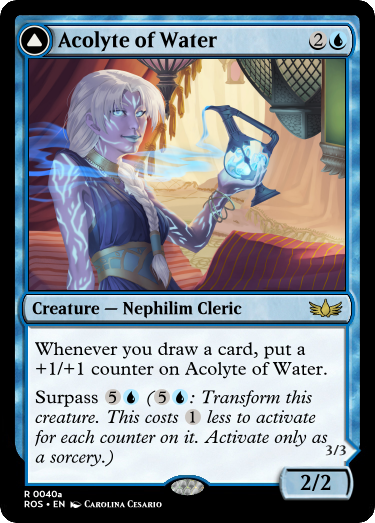 Acolyte of Water 2
Creature — Nephilim Cleric
Whenever you draw a card, put a
+1/+1 counter on Acolyte of Water.
Surpass 5 (5 : Transform this
creature. This costs 1 less to activate
for each counter on it. Activate only as
a sorcery.)
3/3
2/2
R 0040a
ROS • EN Carolina Cesario